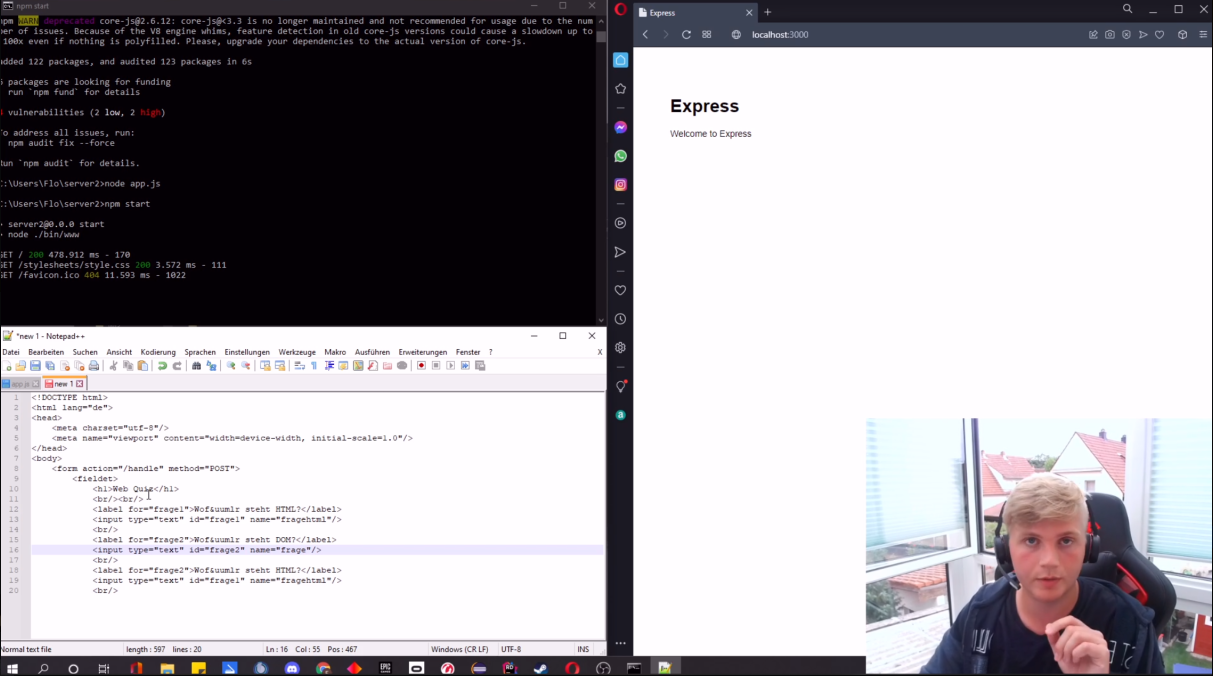 npm start
npm WARN deprecated core-js@2.6.12: core-js@<3.3 is no longer maintained and not recommended for usage due to the num
ber of issues. Because of the V8 engine whims, feature detection in old core-js versions could cause a slowdown up to
100x even if nothing is polyfilled. Please, upgrade your dependencies to the actual version of core-js.
added 122 packages, and audited 123 packages in 6s
packages are looking for funding
run `npm fund` for details
vulnerabilities (2 low, 2 high)
To address all issues, run:
npm audit fix --force
Run `npm audit` for details.
C:\Users\Flo\server2>node app.js
C:\Users\Flo\server2>npm start
> server2@0.0.0 start
> node ./bin/www
GET / 200 478.912 ms - 170
GET /stylesheets/style.css 200 3.572 ms - 111
GET /favicon.ico 404 11.593 ms - 1022
*new 1 - Notepad++
Datei Bearbeiten Suchen Ansicht Kodierung Sprachen Einstellungen Werkzeuge Makro Ausführen Erweiterungen Fenster ? X
app.js new 1
1 <!DOCTYPE html>
2 <html lang="de">
3 <head>
4 <meta charset="utf-8"/>
5 <meta name="viewport" content="width=device-width, initial-scale=1.0"/>
6 </head>
7 <body>
8 <form action="/handle" method="POST">
9 <fieldet>
10 <h1>Web Quiz</h1>
11 <br/><br/>
12 <label for="frage1">Wof&uumlr steht HTML?</label>
13 <input type="text" id="frage1" name="fragehtml"/>
14 <br/>
15 <label for="frage2">Wof&uumlr steht DOM?</label>
16 <input type="text" id="frage2" name="frage"/>
17 <br/>
18 <label for="frage2">Wof&uumlr steht HTML?</label>
19 <input type="text" id="frage1" name="fragehtml"/>
20 <br/>
Normal text file length : 597 lines : 20 Ln : 16 Col : 55 Pos : 467 Windows (CR LF) UTF-8 INS
Express
localhost:3000
Express
Welcome to Express